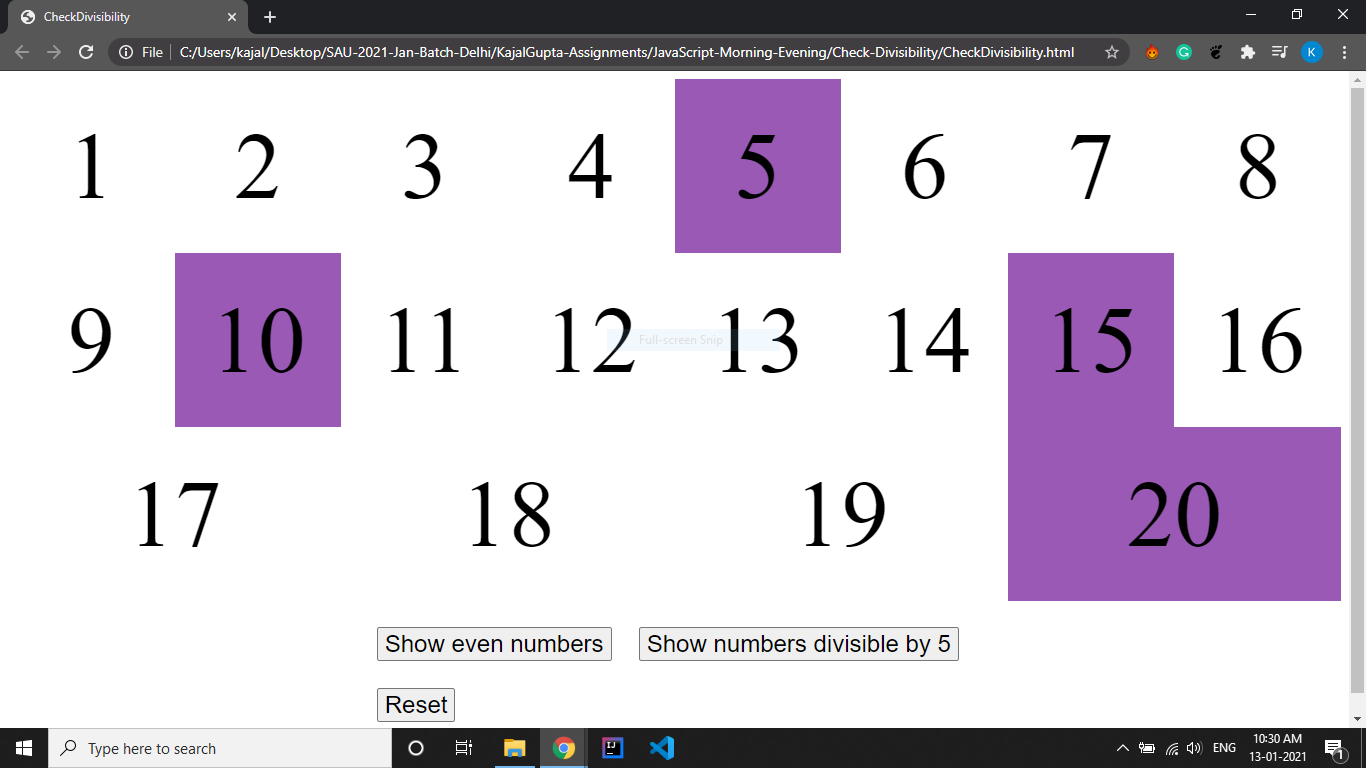 CheckDivisibility
File C:/Users/kajal/Desktop/SAU-2021-Jan-Batch-Delhi/KajalGupta-Assignments/JavaScript-Morning-Evening/Check-Divisibility/CheckDivisibility.html K
1 2 3 4 5 6 7 8
9 10 11 12 13 14 15 16
Full-screen Snip
17 18 19 20
Show even numbers Show numbers divisible by 5
Reset
Type here to search ENG 10:30 AM
13-01-2021 1